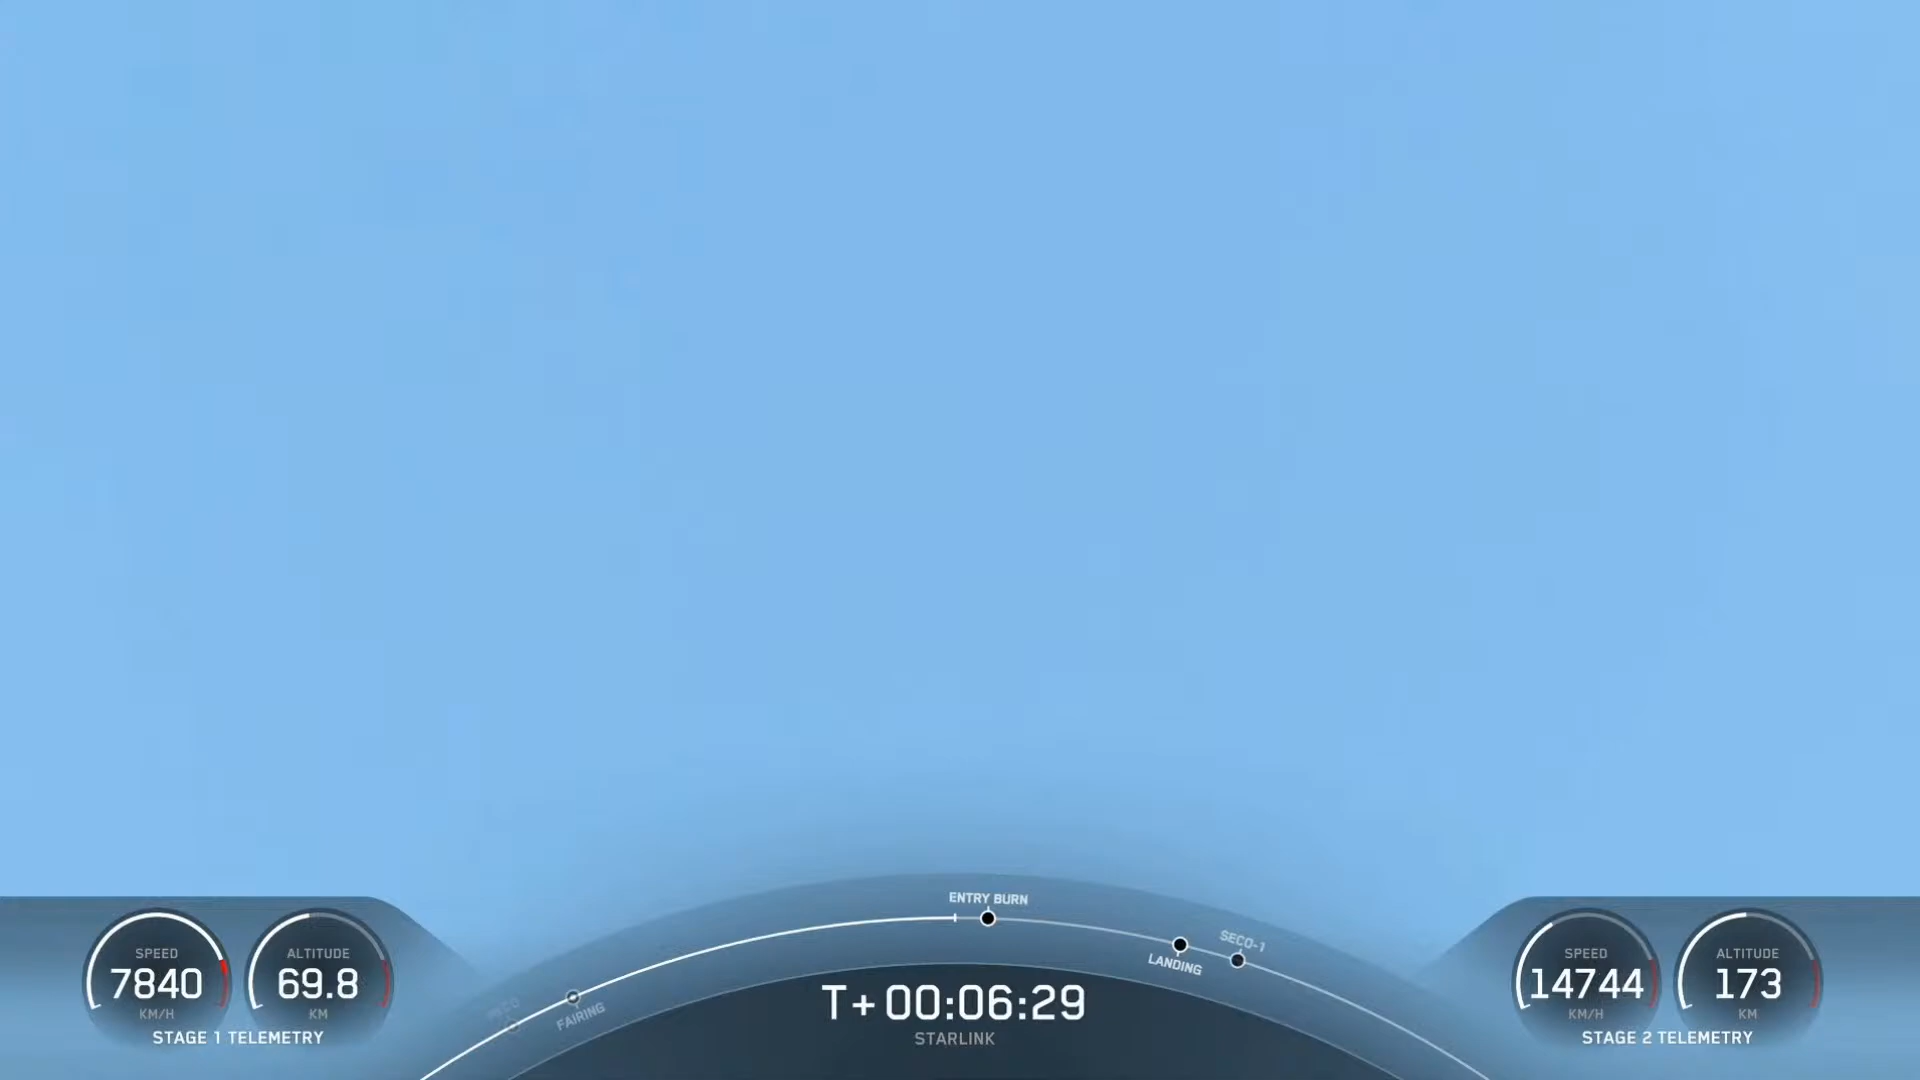 ENTRY BURN
SECO-1
LANDING
MECO
FAIRING
SPEED
7840
KM/H
ALTITUDE
69.8
KM
STAGE 1 TELEMETRY
T+00:06:29
STARLINK
SPEED
14744
KM/H
ALTITUDE
173
KM
STAGE 2 TELEMETRY